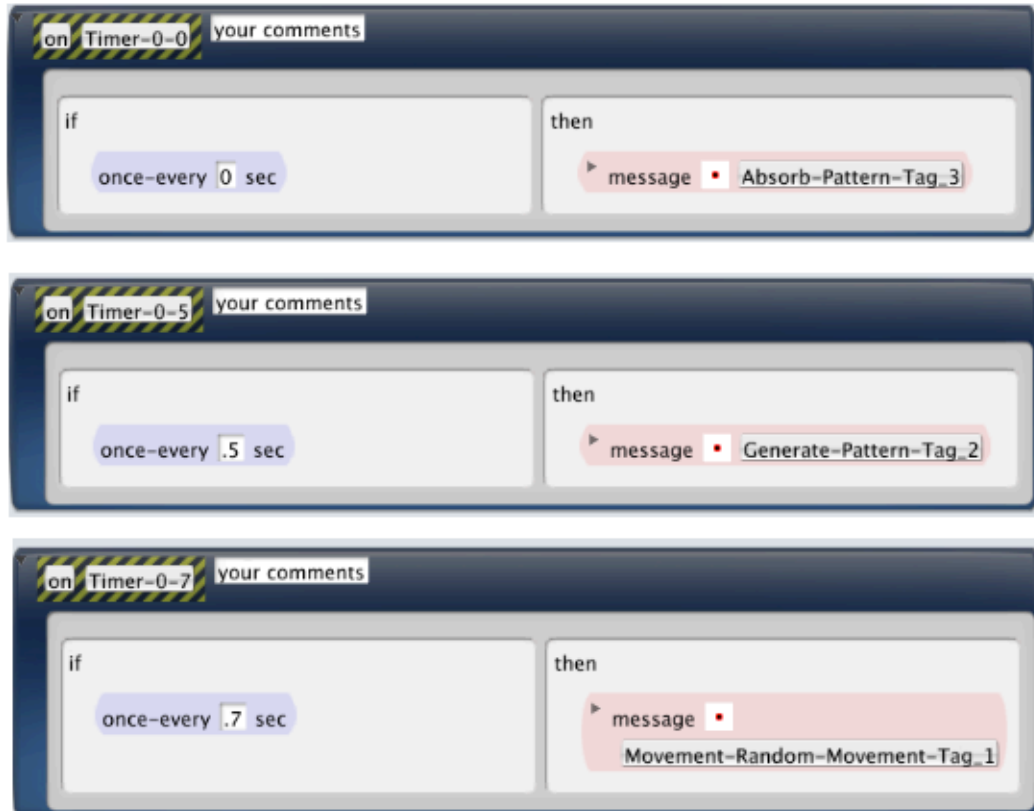 on Timer-0-0 your comments
if then
once-every 0 sec message Absorb-Pattern-Tag_3
on Timer-0-5 your comments
if then
once-every .5 sec message Generate-Pattern-Tag_2
on Timer-0-7 your comments
if then
once-every .7 sec message
Movement-Random-Movement-Tag_1